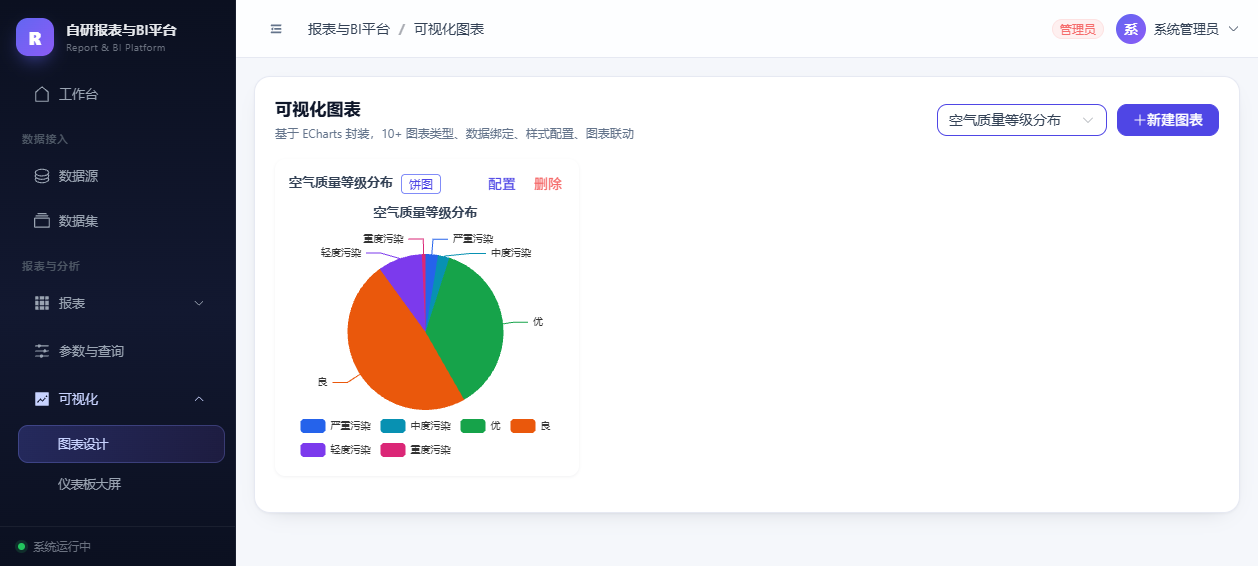 R
自研报表与BI平台
Report & BI Platform
工作台
数据接入
数据源
数据集
报表与分析
报表
参数与查询
可视化
图表设计
仪表板大屏
系统运行中
报表与BI平台 / 可视化图表
管理员
系
系统管理员
可视化图表
基于 ECharts 封装，10+ 图表类型、数据绑定、样式配置、图表联动
空气质量等级分布
+新建图表
空气质量等级分布 饼图 配置 删除
空气质量等级分布
重度污染 严重污染
轻度污染 中度污染
优
良
严重污染 中度污染 优 良
轻度污染 重度污染